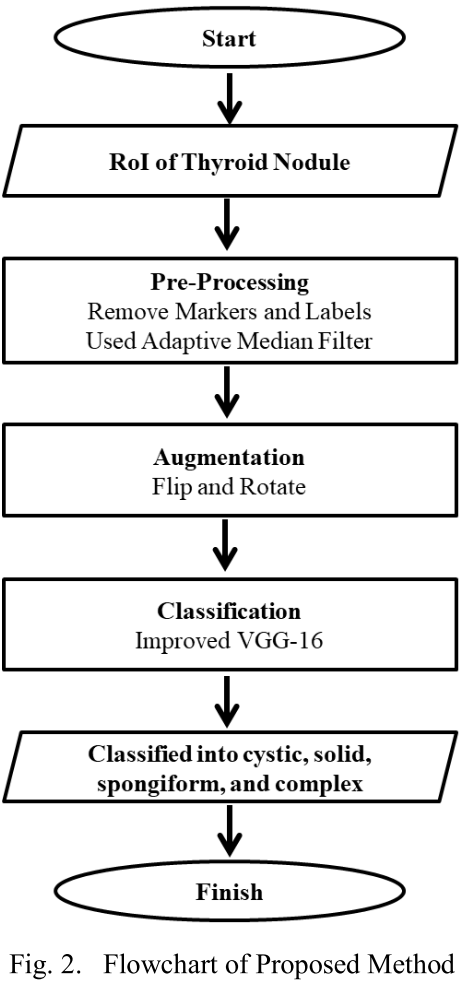 Start
RoI of Thyroid Nodule
Pre-Processing
Remove Markers and Labels
Used Adaptive Median Filter
Augmentation
Flip and Rotate
Classification
Improved VGG-16
Classified into cystic, solid,
spongiform, and complex
Finish
Fig. 2. Flowchart of Proposed Method